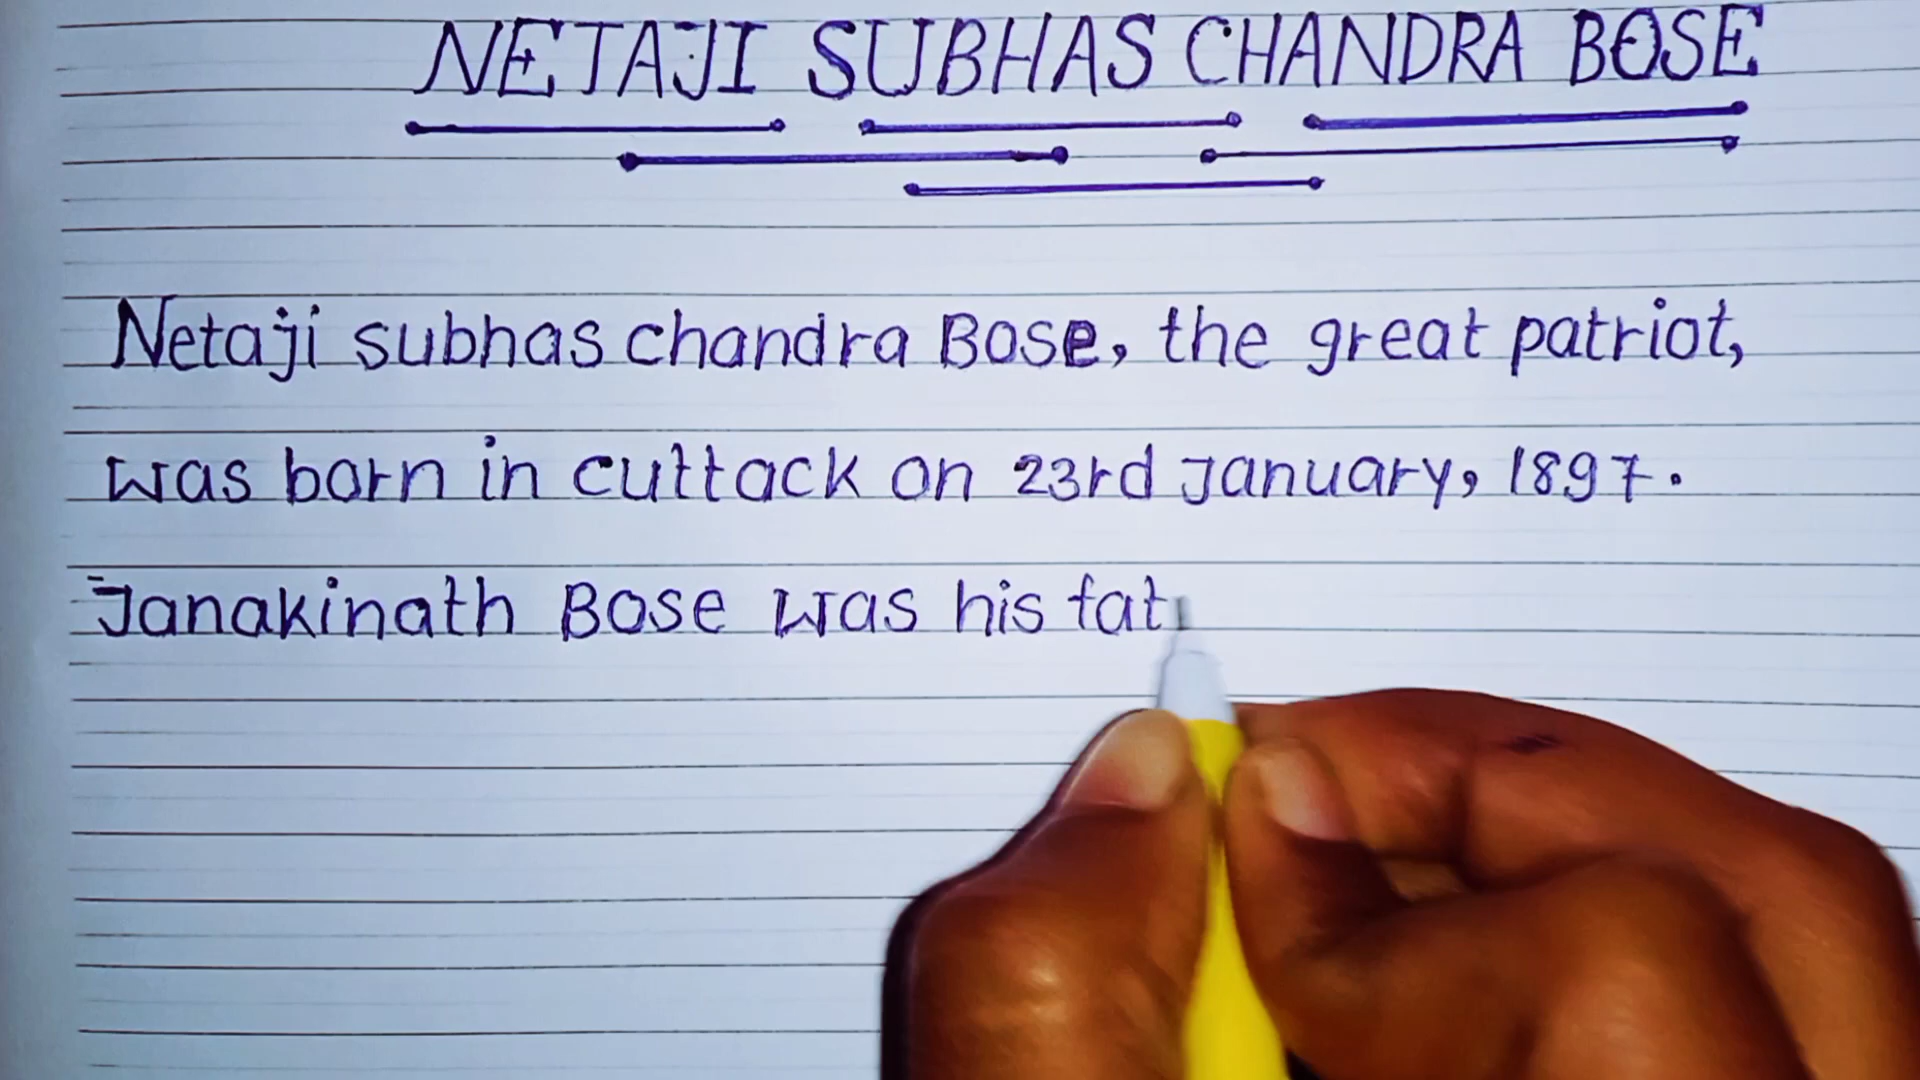 NETAJI SUBHAS CHANDRA BOSE
Netaji subhas chandra Bose, the great patriot,
was born in cuttack on 23rd January, 1897.
Janakinath Bose was his fat